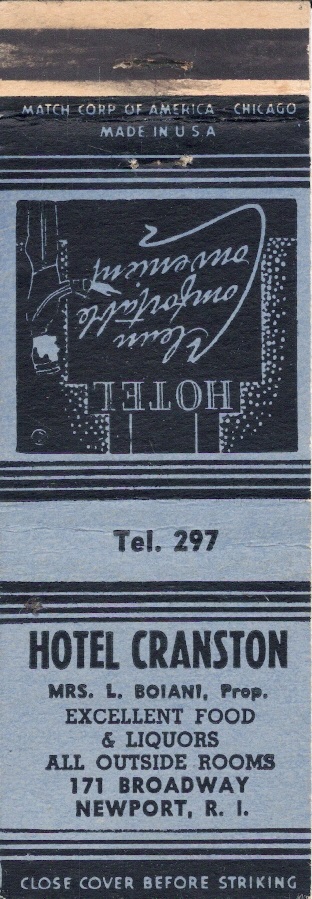 MATCH CORP OF AMERICA - CHICAGO
MADE IN U S A
HOTEL
Clean
Comfortable
Convenient
Tel. 297
HOTEL CRANSTON
MRS. L. BOIANI, Prop.
EXCELLENT FOOD
& LIQUORS
ALL OUTSIDE ROOMS
171 BROADWAY
NEWPORT, R. I.
CLOSE COVER BEFORE STRIKING